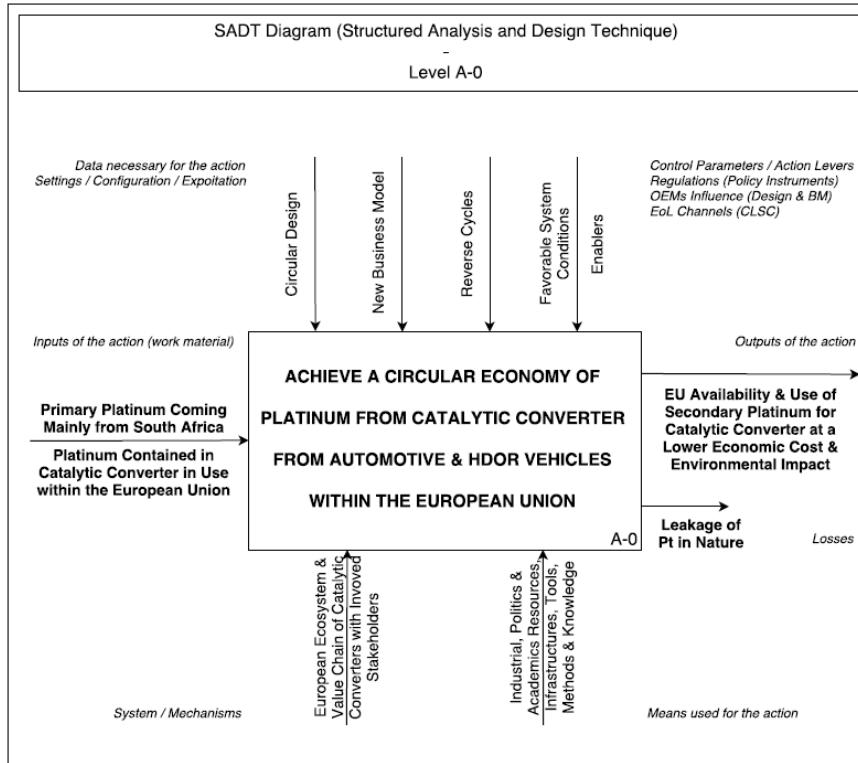 SADT Diagram (Structured Analysis and Design Technique)
-
Level A-0
Data necessary for the action
Settings / Configuration / Expoitation
Control Parameters / Action Levers
Regulations (Policy Instruments)
OEMs Influence (Design & BM)
EoL Channels (CLSC)
Circular Design
New Business Model
Reverse Cycles
Favorable System
Conditions
Enablers
Inputs of the action (work material)
Outputs of the action
Primary Platinum Coming
Mainly from South Africa
Platinum Contained in
Catalytic Converter in Use
within the European Union
ACHIEVE A CIRCULAR ECONOMY OF
PLATINUM FROM CATALYTIC CONVERTER
FROM AUTOMOTIVE & HDOR VEHICLES
WITHIN THE EUROPEAN UNION
A-0
EU Availability & Use of
Secondary Platinum for
Catalytic Converter at a
Lower Economic Cost &
Environmental Impact
Leakage of
Pt in Nature
Losses
European Ecosystem &
Value Chain of Catalytic
Converters with Invoved
Stakeholders
Industrial, Politics &
Academics Resources,
Infrastructures, Tools,
Methods & Knowledge
System / Mechanisms
Means used for the action